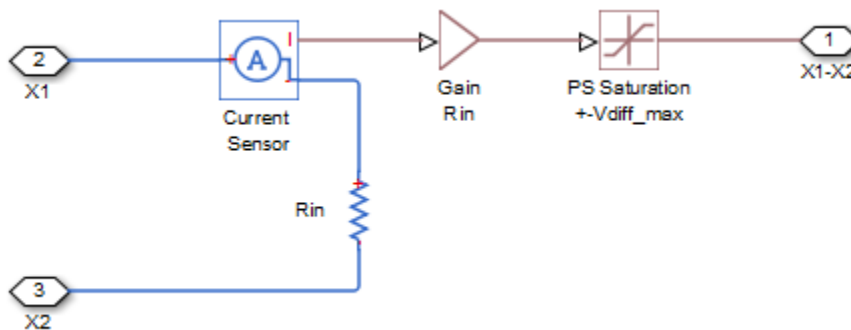 2
X1
A
I
Current
Sensor
Gain
Rin
PS Saturation
+-Vdiff_max
1
X1-X2
Rin
3
X2